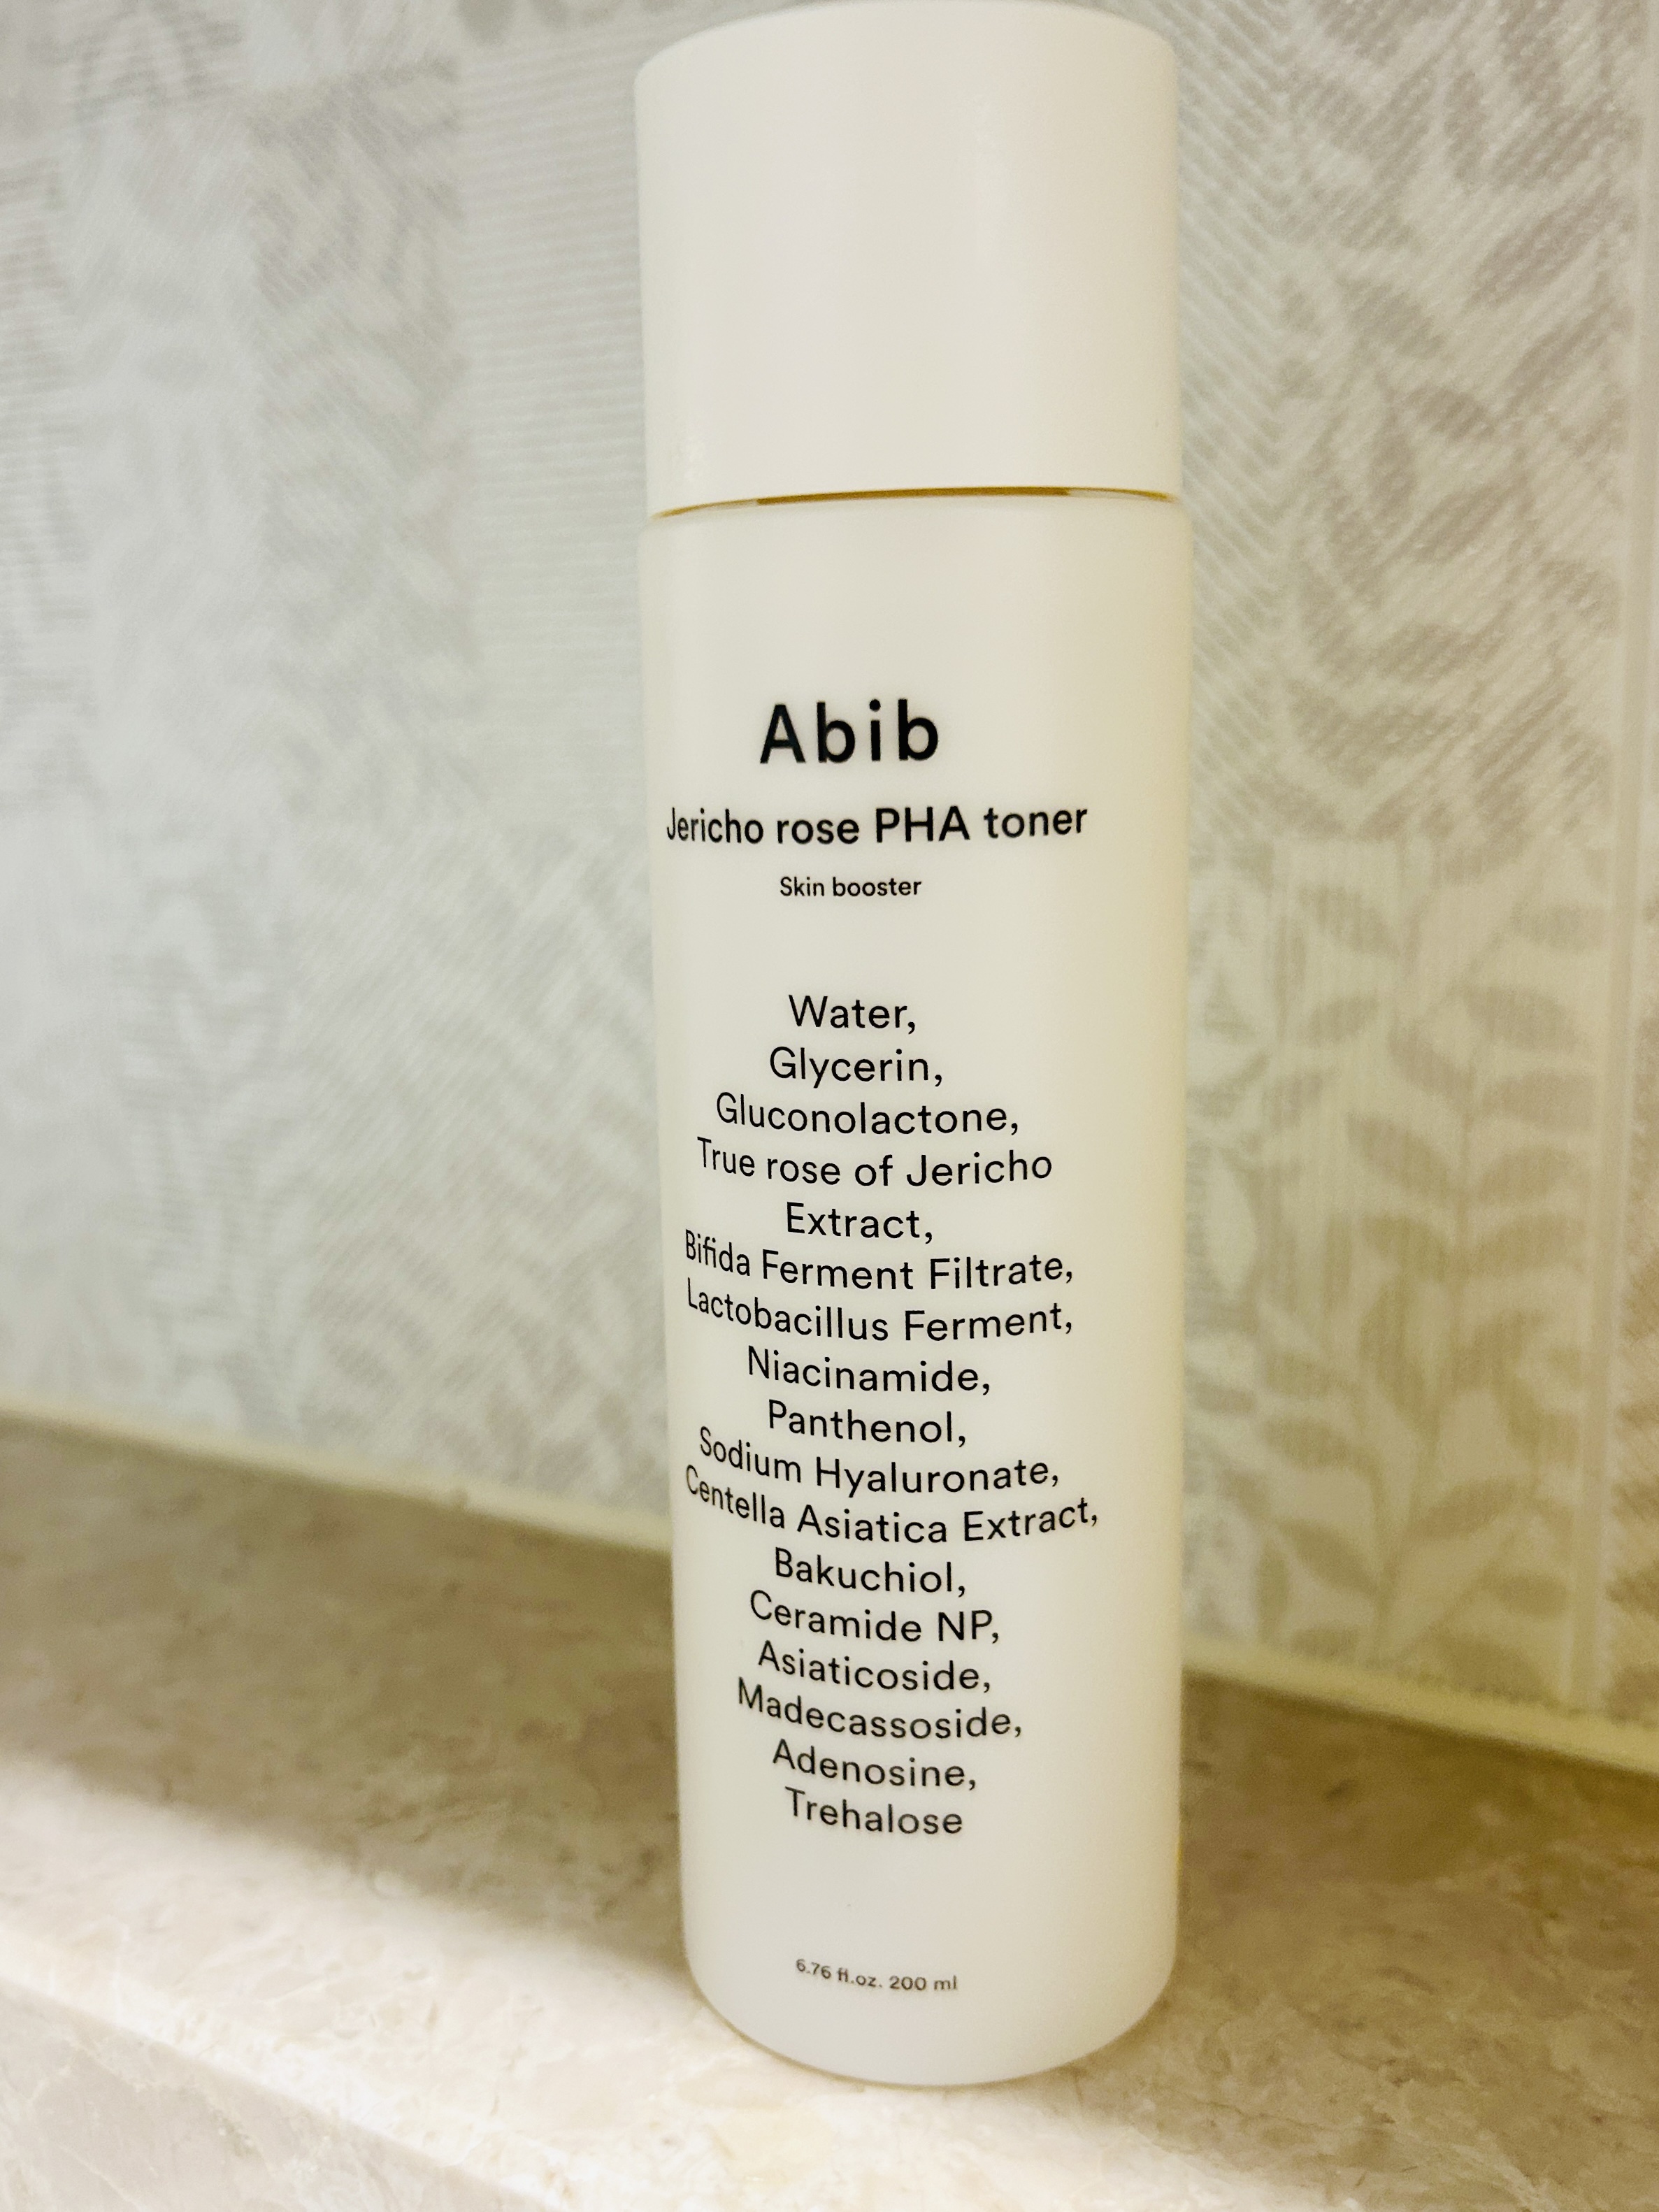 Abib
Jericho rose PHA toner
Skin booster
Water,
Glycerin,
Gluconolactone,
True rose of Jericho
Extract,
Bifida Ferment Filtrate,
Lactobacillus Ferment,
Niacinamide,
Panthenol,
Sodium Hyaluronate,
Centella Asiatica Extract,
Bakuchiol,
Ceramide NP,
Asiaticoside,
Madecassoside,
Adenosine,
Trehalose
6.76 fl.oz. 200 ml